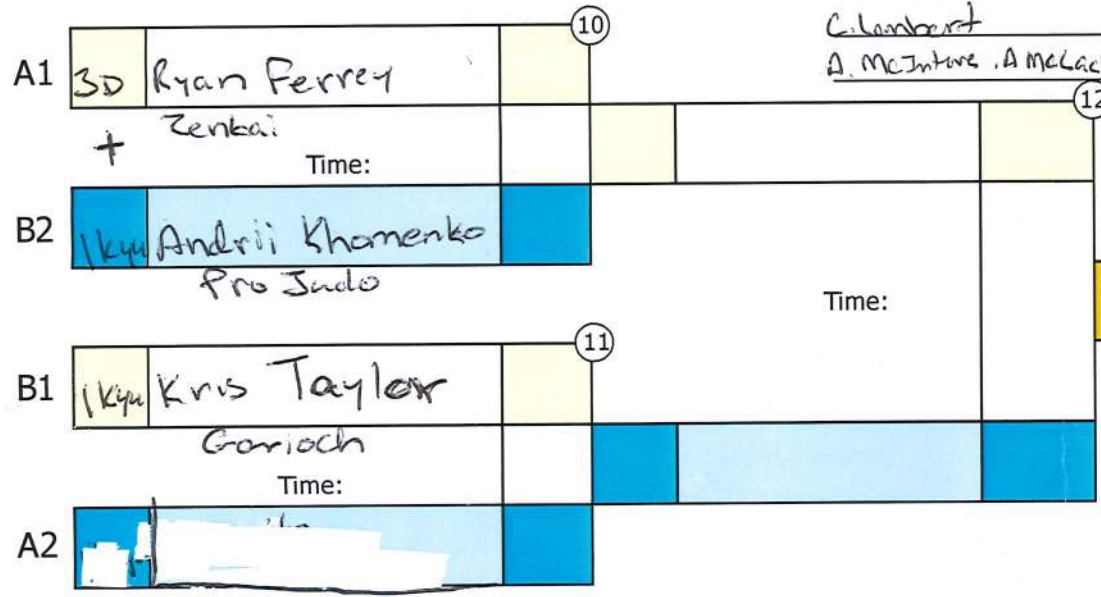 10
C. Lambert
A1 3D Ryan Ferrey
A. McIntore . A McLac
12
+ Zenkai
Time:
B2 1kyu Andrii Khomenko
Pro Judo
Time:
11
B1 1kyu Kris Taylor
Garioch
Time:
A2